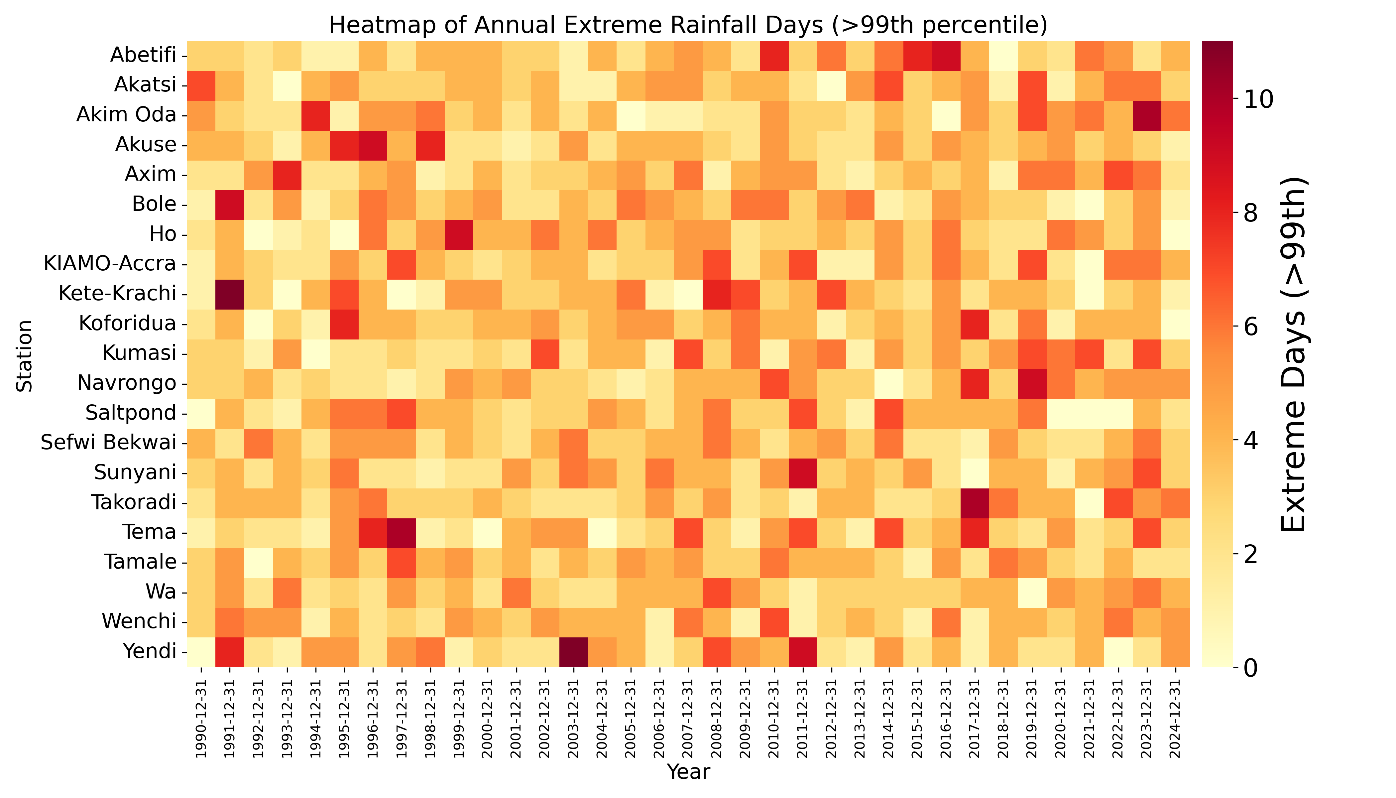 Heatmap of Annual Extreme Rainfall Days (>99th percentile)
Station
Abetifi
Akatsi
Akim Oda
Akuse
Axim
Bole
Ho
KIAMO-Accra
Kete-Krachi
Koforidua
Kumasi
Navrongo
Saltpond
Sefwi Bekwai
Sunyani
Takoradi
Tema
Tamale
Wa
Wenchi
Yendi
1990-12-31
1991-12-31
1992-12-31
1993-12-31
1994-12-31
1995-12-31
1996-12-31
1997-12-31
1998-12-31
1999-12-31
2000-12-31
2001-12-31
2002-12-31
2003-12-31
2004-12-31
2005-12-31
2006-12-31
2007-12-31
2008-12-31
2009-12-31
2010-12-31
2011-12-31
2012-12-31
2013-12-31
2014-12-31
2015-12-31
2016-12-31
2017-12-31
2018-12-31
2019-12-31
2020-12-31
2021-12-31
2022-12-31
2023-12-31
2024-12-31
Year
10
8
6
4
2
0
Extreme Days (>99th)